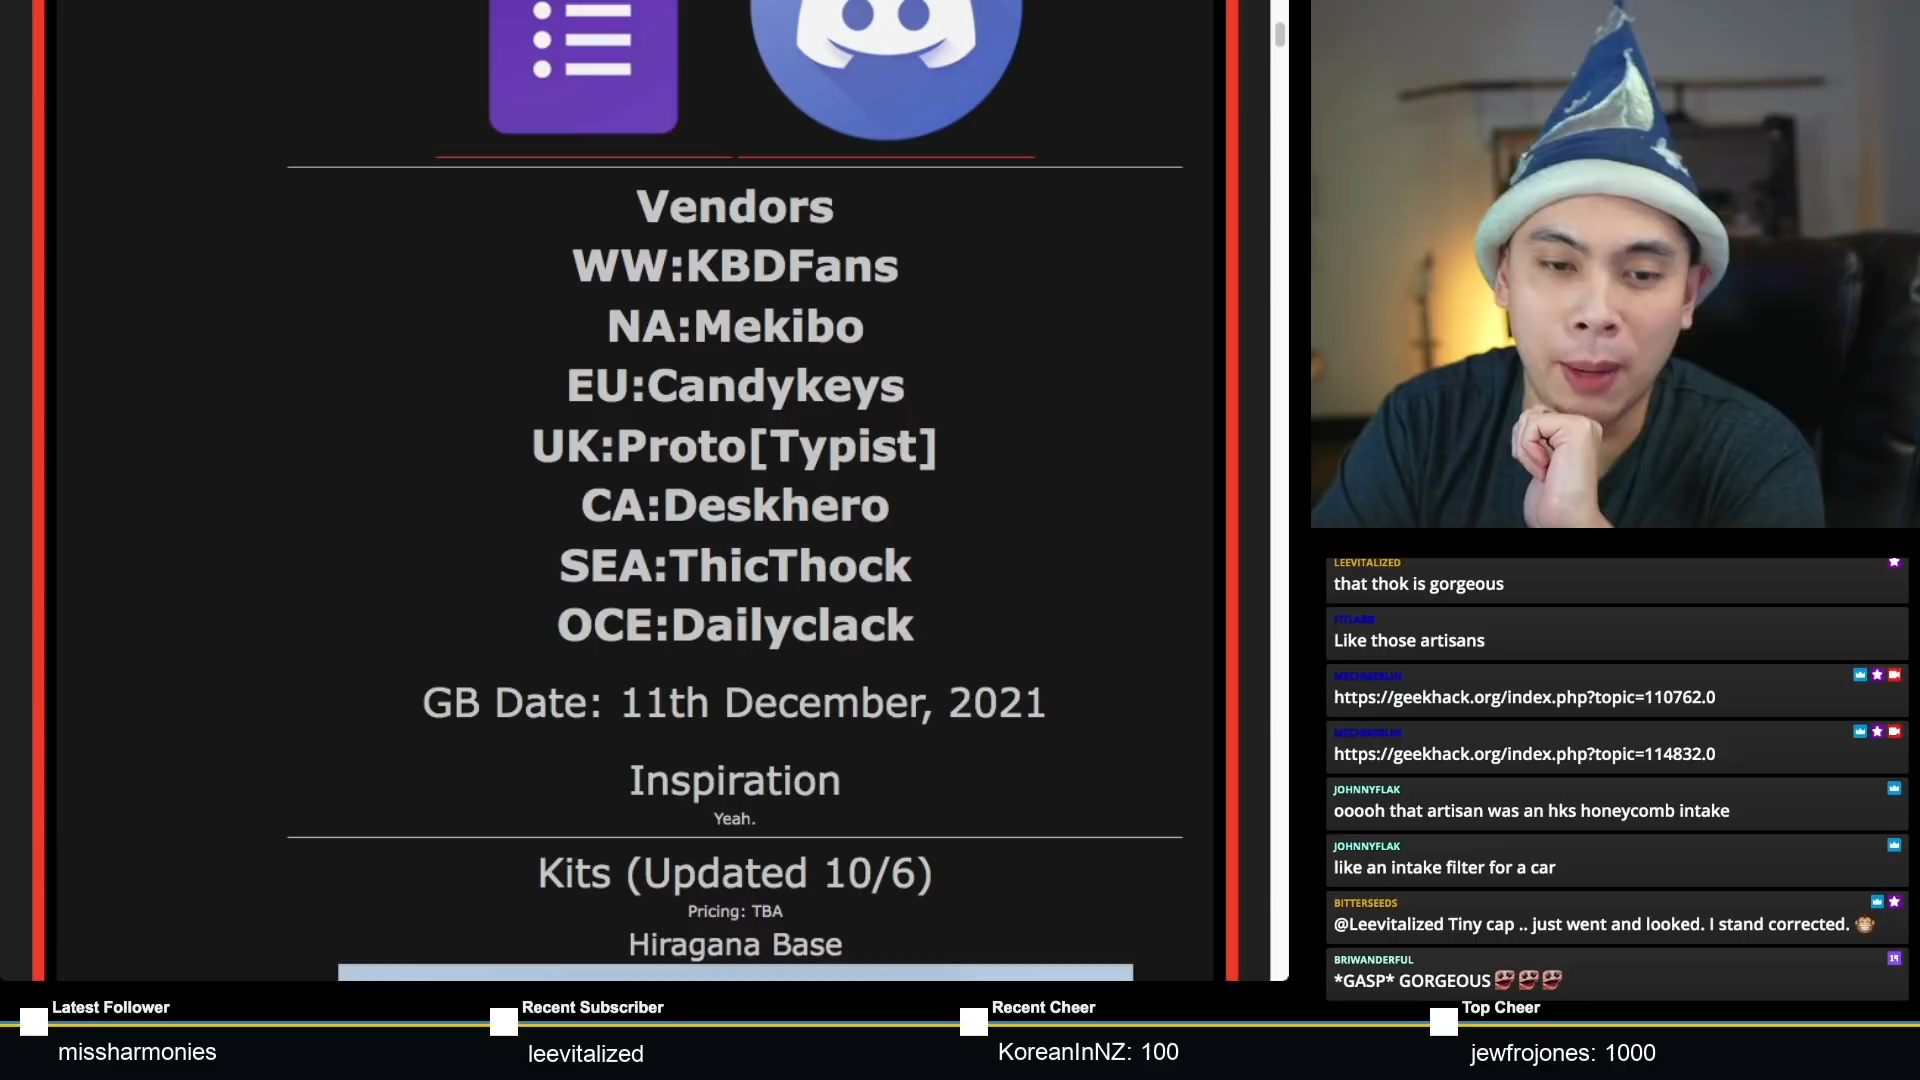 Vendors
WW:KBDFans
NA:Mekibo
EU:Candykeys
UK:Proto[Typist]
CA:Deskhero
SEA:ThicThock
OCE:Dailyclack
GB Date: 11th December, 2021
Inspiration
Yeah.
Kits (Updated 10/6)
Pricing: TBA
Hiragana Base
LEEVITALIZED
that thok is gorgeous
Like those artisans
MECHMERLIN
https://geekhack.org/index.php?topic=110762.0
MECHMERLIN
https://geekhack.org/index.php?topic=114832.0
JOHNNYFLAK
ooooh that artisan was an hks honeycomb intake
JOHNNYFLAK
like an intake filter for a car
BITTERSEEDS
@Leevitalized Tiny cap .. just went and looked. I stand corrected.
BRIWANDERFUL
*GASP* GORGEOUS
Latest Follower
missharmonies
Recent Subscriber
leevitalized
Recent Cheer
KoreanInNZ: 100
Top Cheer
jewfrojones: 1000